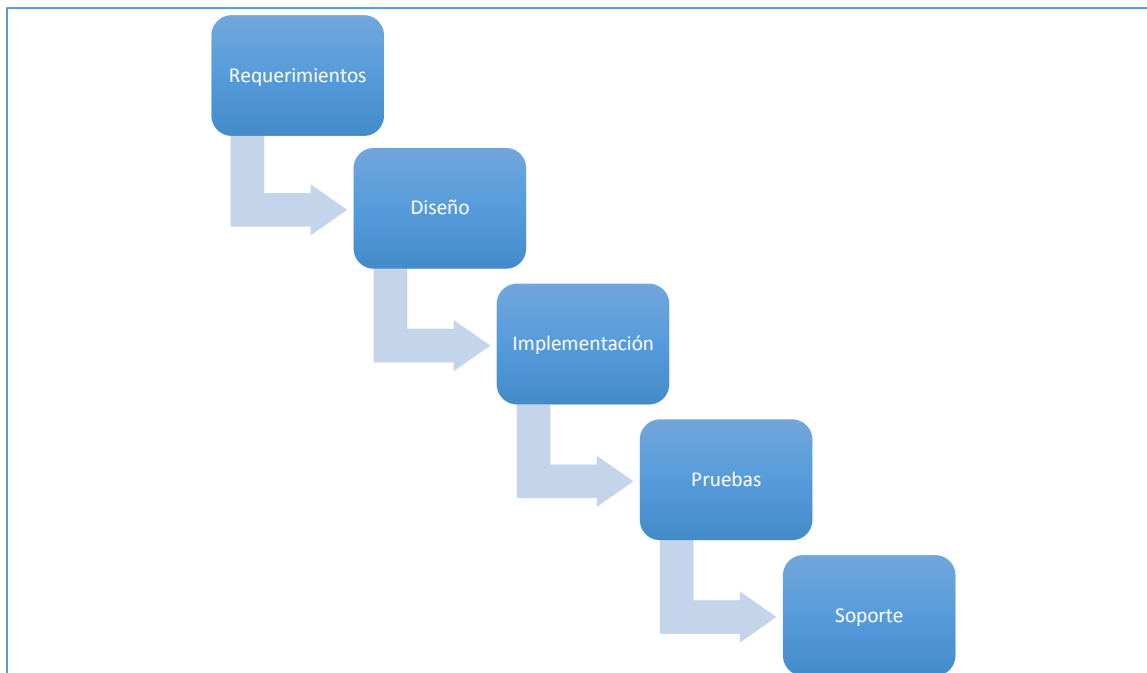 Requerimientos
Diseño
Implementación
Pruebas
Soporte